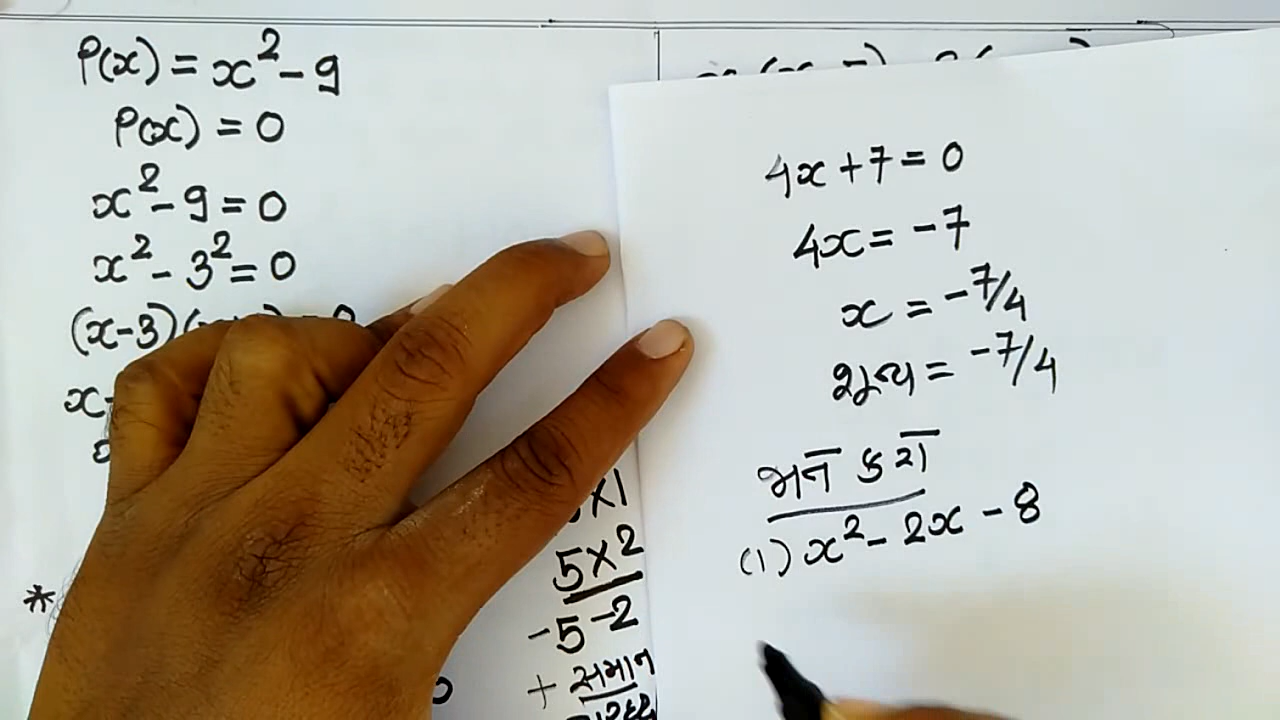 P(x) = x² - 9
P(x) = 0
x² - 9 = 0
x² - 3² = 0
(x-3)
x-
5 x 2
-5 -2
+ સમાન
4x + 7 = 0
4x = -7
x = -7/4
શૂન્ય = -7/4
જાતે કરો
(1) x² - 2x - 8
*